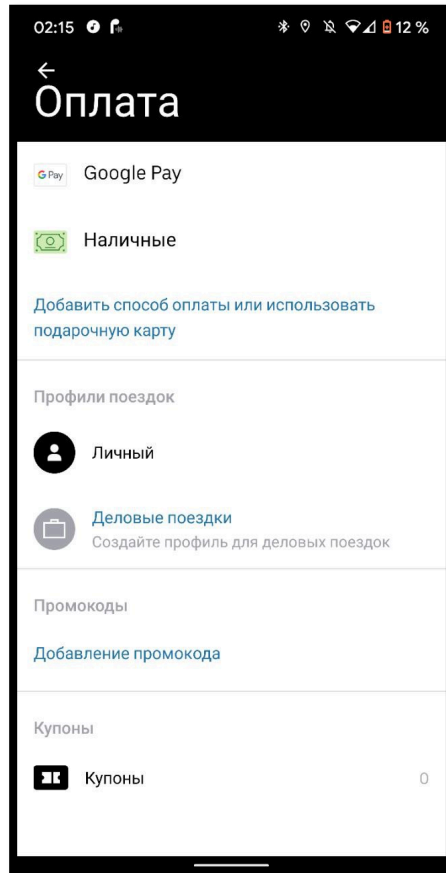 02:15
12 %
Оплата
G Pay Google Pay
Наличные
Добавить способ оплаты или использовать
подарочную карту
Профили поездок
Личный
Деловые поездки
Создайте профиль для деловых поездок
Промокоды
Добавление промокода
Купоны
Купоны 0